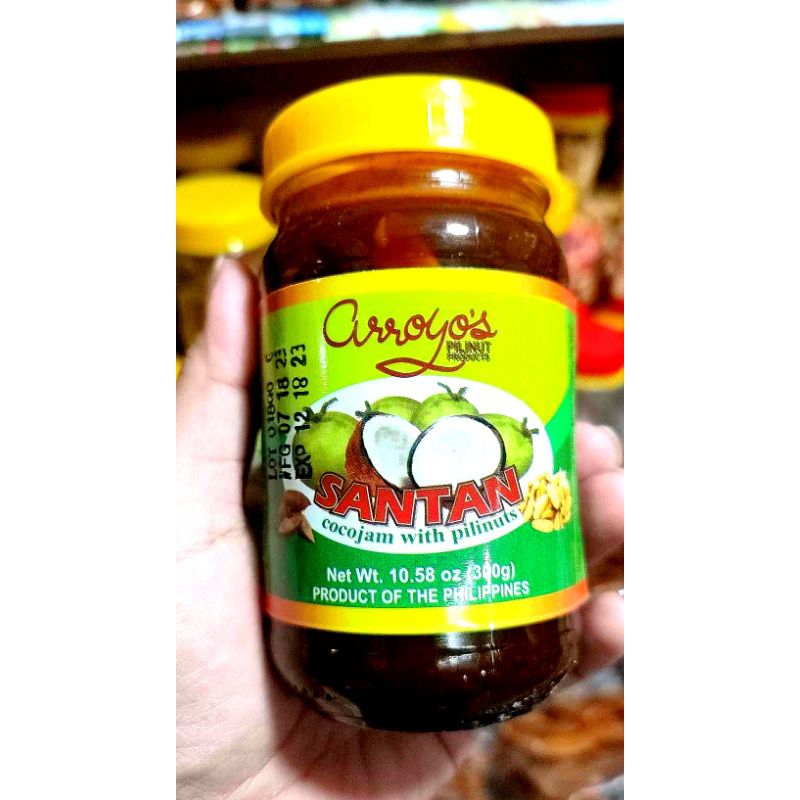 arroyo's
PILINUT
PRODUCTS
SANTAN
cocojam with pilinuts
Net Wt. 10.58 oz (300g)
PRODUCT OF THE PHILIPPINES
LOT 01800 C
MFG 07 18 23
EXP 12 18 23